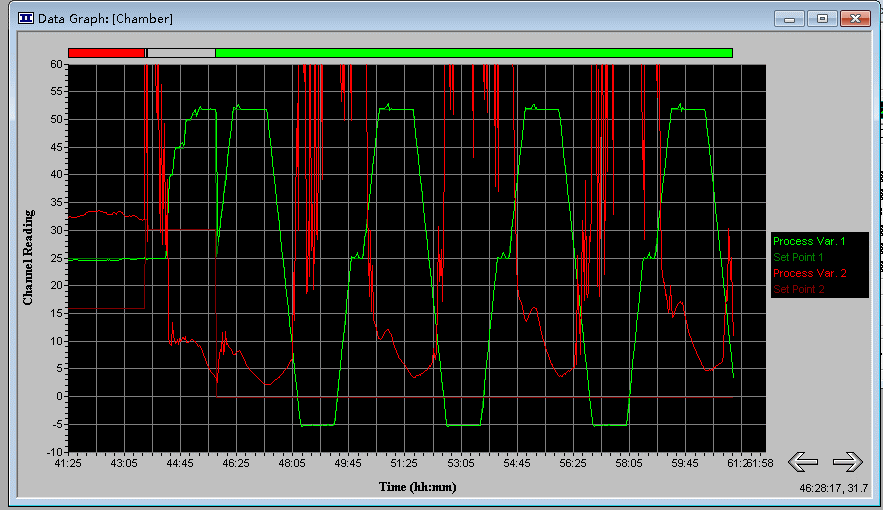 Data Graph: [Chamber]
60
55
50
45
40
35
30
25
20
15
10
5
0
-5
-10
Channel Reading
41:25 43:05 44:45 46:25 48:05 49:45 51:25 53:05 54:45 56:25 58:05 59:45 61:2661:58
Time (hh:mm)
Process Var. 1
Set Point 1
Process Var. 2
Set Point 2
46:28:17, 31.7